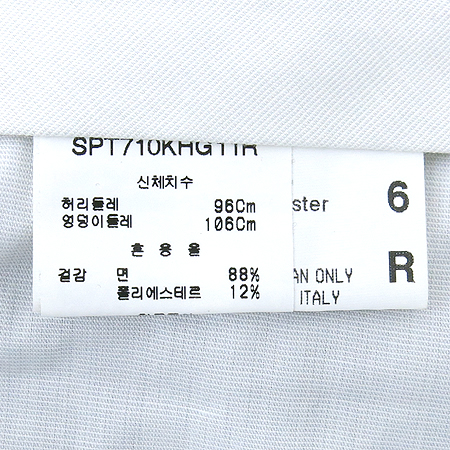 SPT710KHG11R
신체치수
허리둘레 96Cm
엉덩이둘레 106Cm
혼 용 율
겉감 면 88%
폴리에스테르 12%
ster
6
R
AN ONLY
ITALY